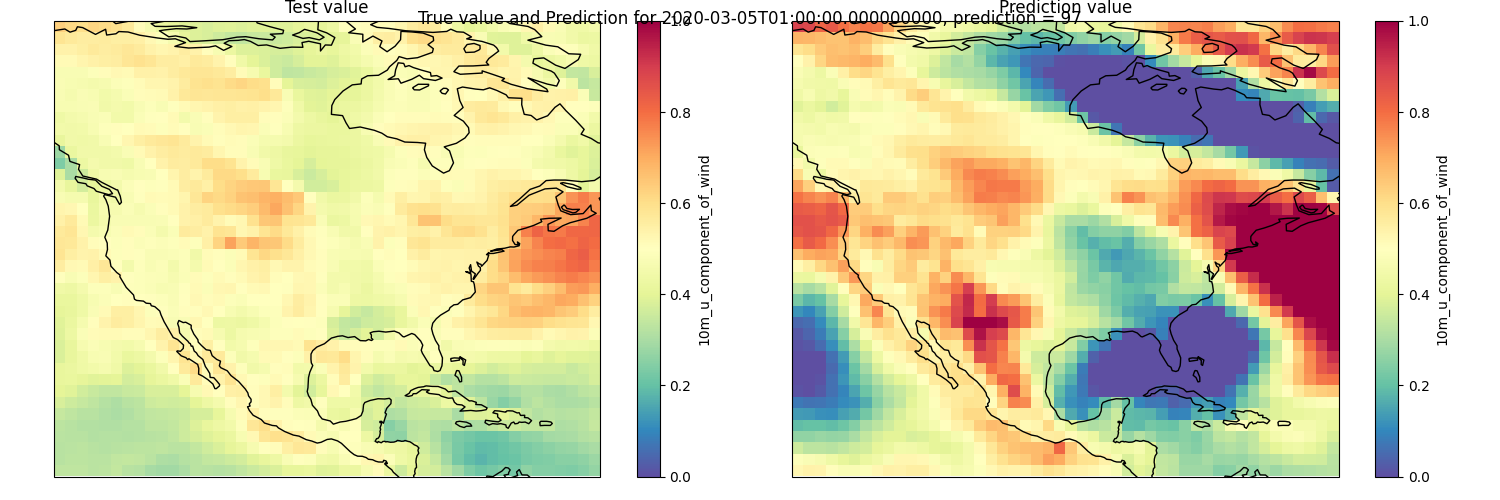 Test value
Prediction value
True value and Prediction for 2020-03-05T01:00:00.000000000, prediction = 97
1.0
0.8
0.6
0.4
0.2
0.0
10m_u_component_of_wind
1.0
0.8
0.6
0.4
0.2
0.0
10m_u_component_of_wind